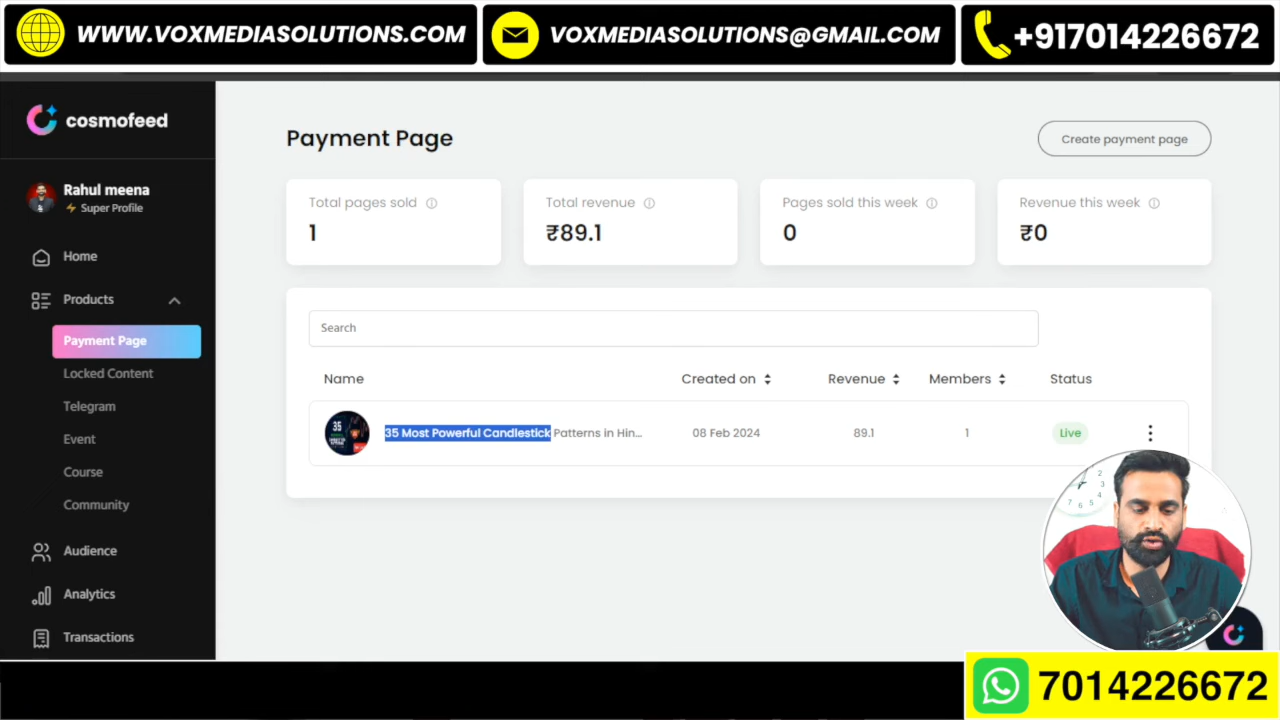 WWW.VOXMEDIASOLUTIONS.COM
VOXMEDIASOLUTIONS@GMAIL.COM
+917014226672
cosmofeed
Rahul meena
Super Profile
Home
Products
Payment Page
Locked Content
Telegram
Event
Course
Community
Audience
Analytics
Transactions
Payment Page
Create payment page
Total pages sold
1
Total revenue
₹89.1
Pages sold this week
0
Revenue this week
₹0
Search
Name Created on Revenue Members Status
35
35 Most Powerful Candlestick Patterns in Hin... 08 Feb 2024 89.1 1 Live
7014226672